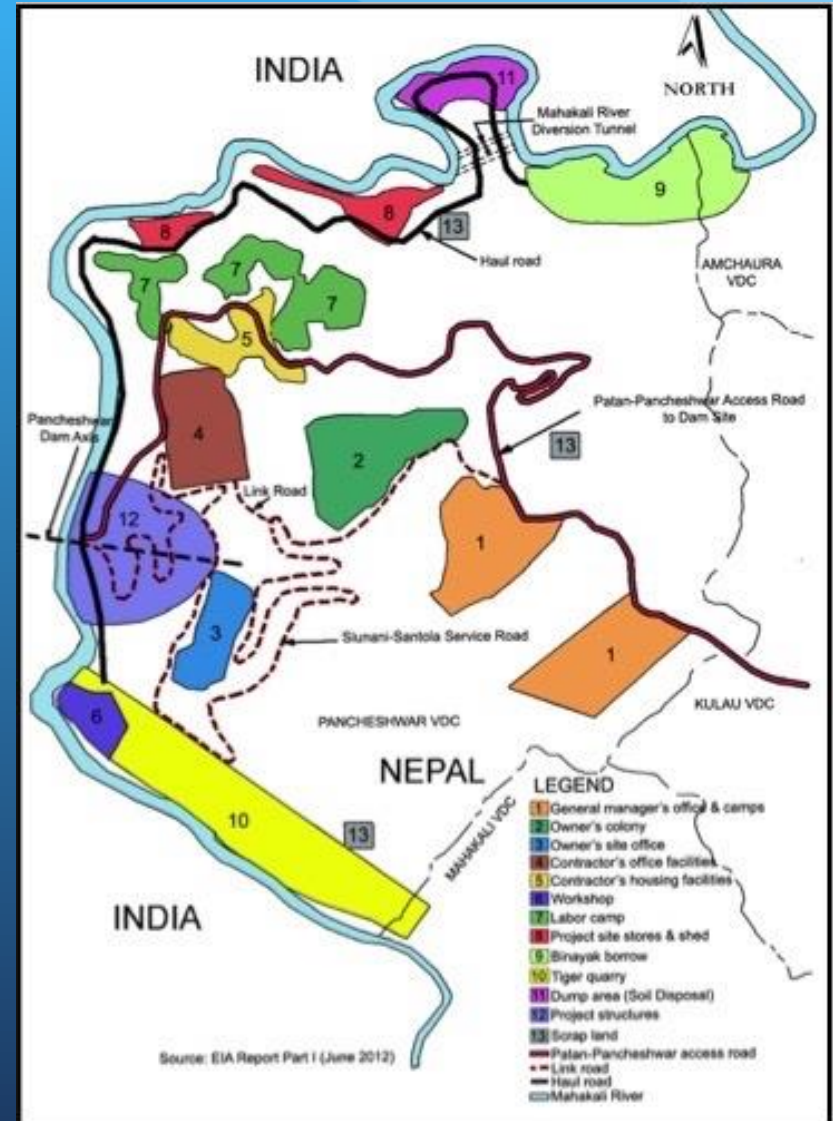 INDIA
11
NORTH
Mahakali River
Diversion Tunnel
9
8
8
13
Haul road
AMCHAURA
VDC
7
7
7
5
Patan-Pancheshwar Access Road
to Dam Site
Pancheshwar
Dam Axis
4
2
13
Link Road
12
1
3
Siunani-Santola Service Road
1
KULAU VDC
PANCHESHWAR VDC
6
NEPAL
MAHAKALI VDC
10
13
INDIA
LEGEND
1 General manager's office & camps
2 Owner's colony
3 Owner's site office
4 Contractor's office facilities
5 Contractor's housing facilities
6 Workshop
7 Labor camp
8 Project site stores & shed
9 Binayak borrow
10 Tiger quarry
11 Dump area (Soil Disposal)
12 Project structures
13 Scrap land
Patan-Pancheshwar access road
Link road
Haul road
Mahakali River
Source: EIA Report Part I (June 2012)